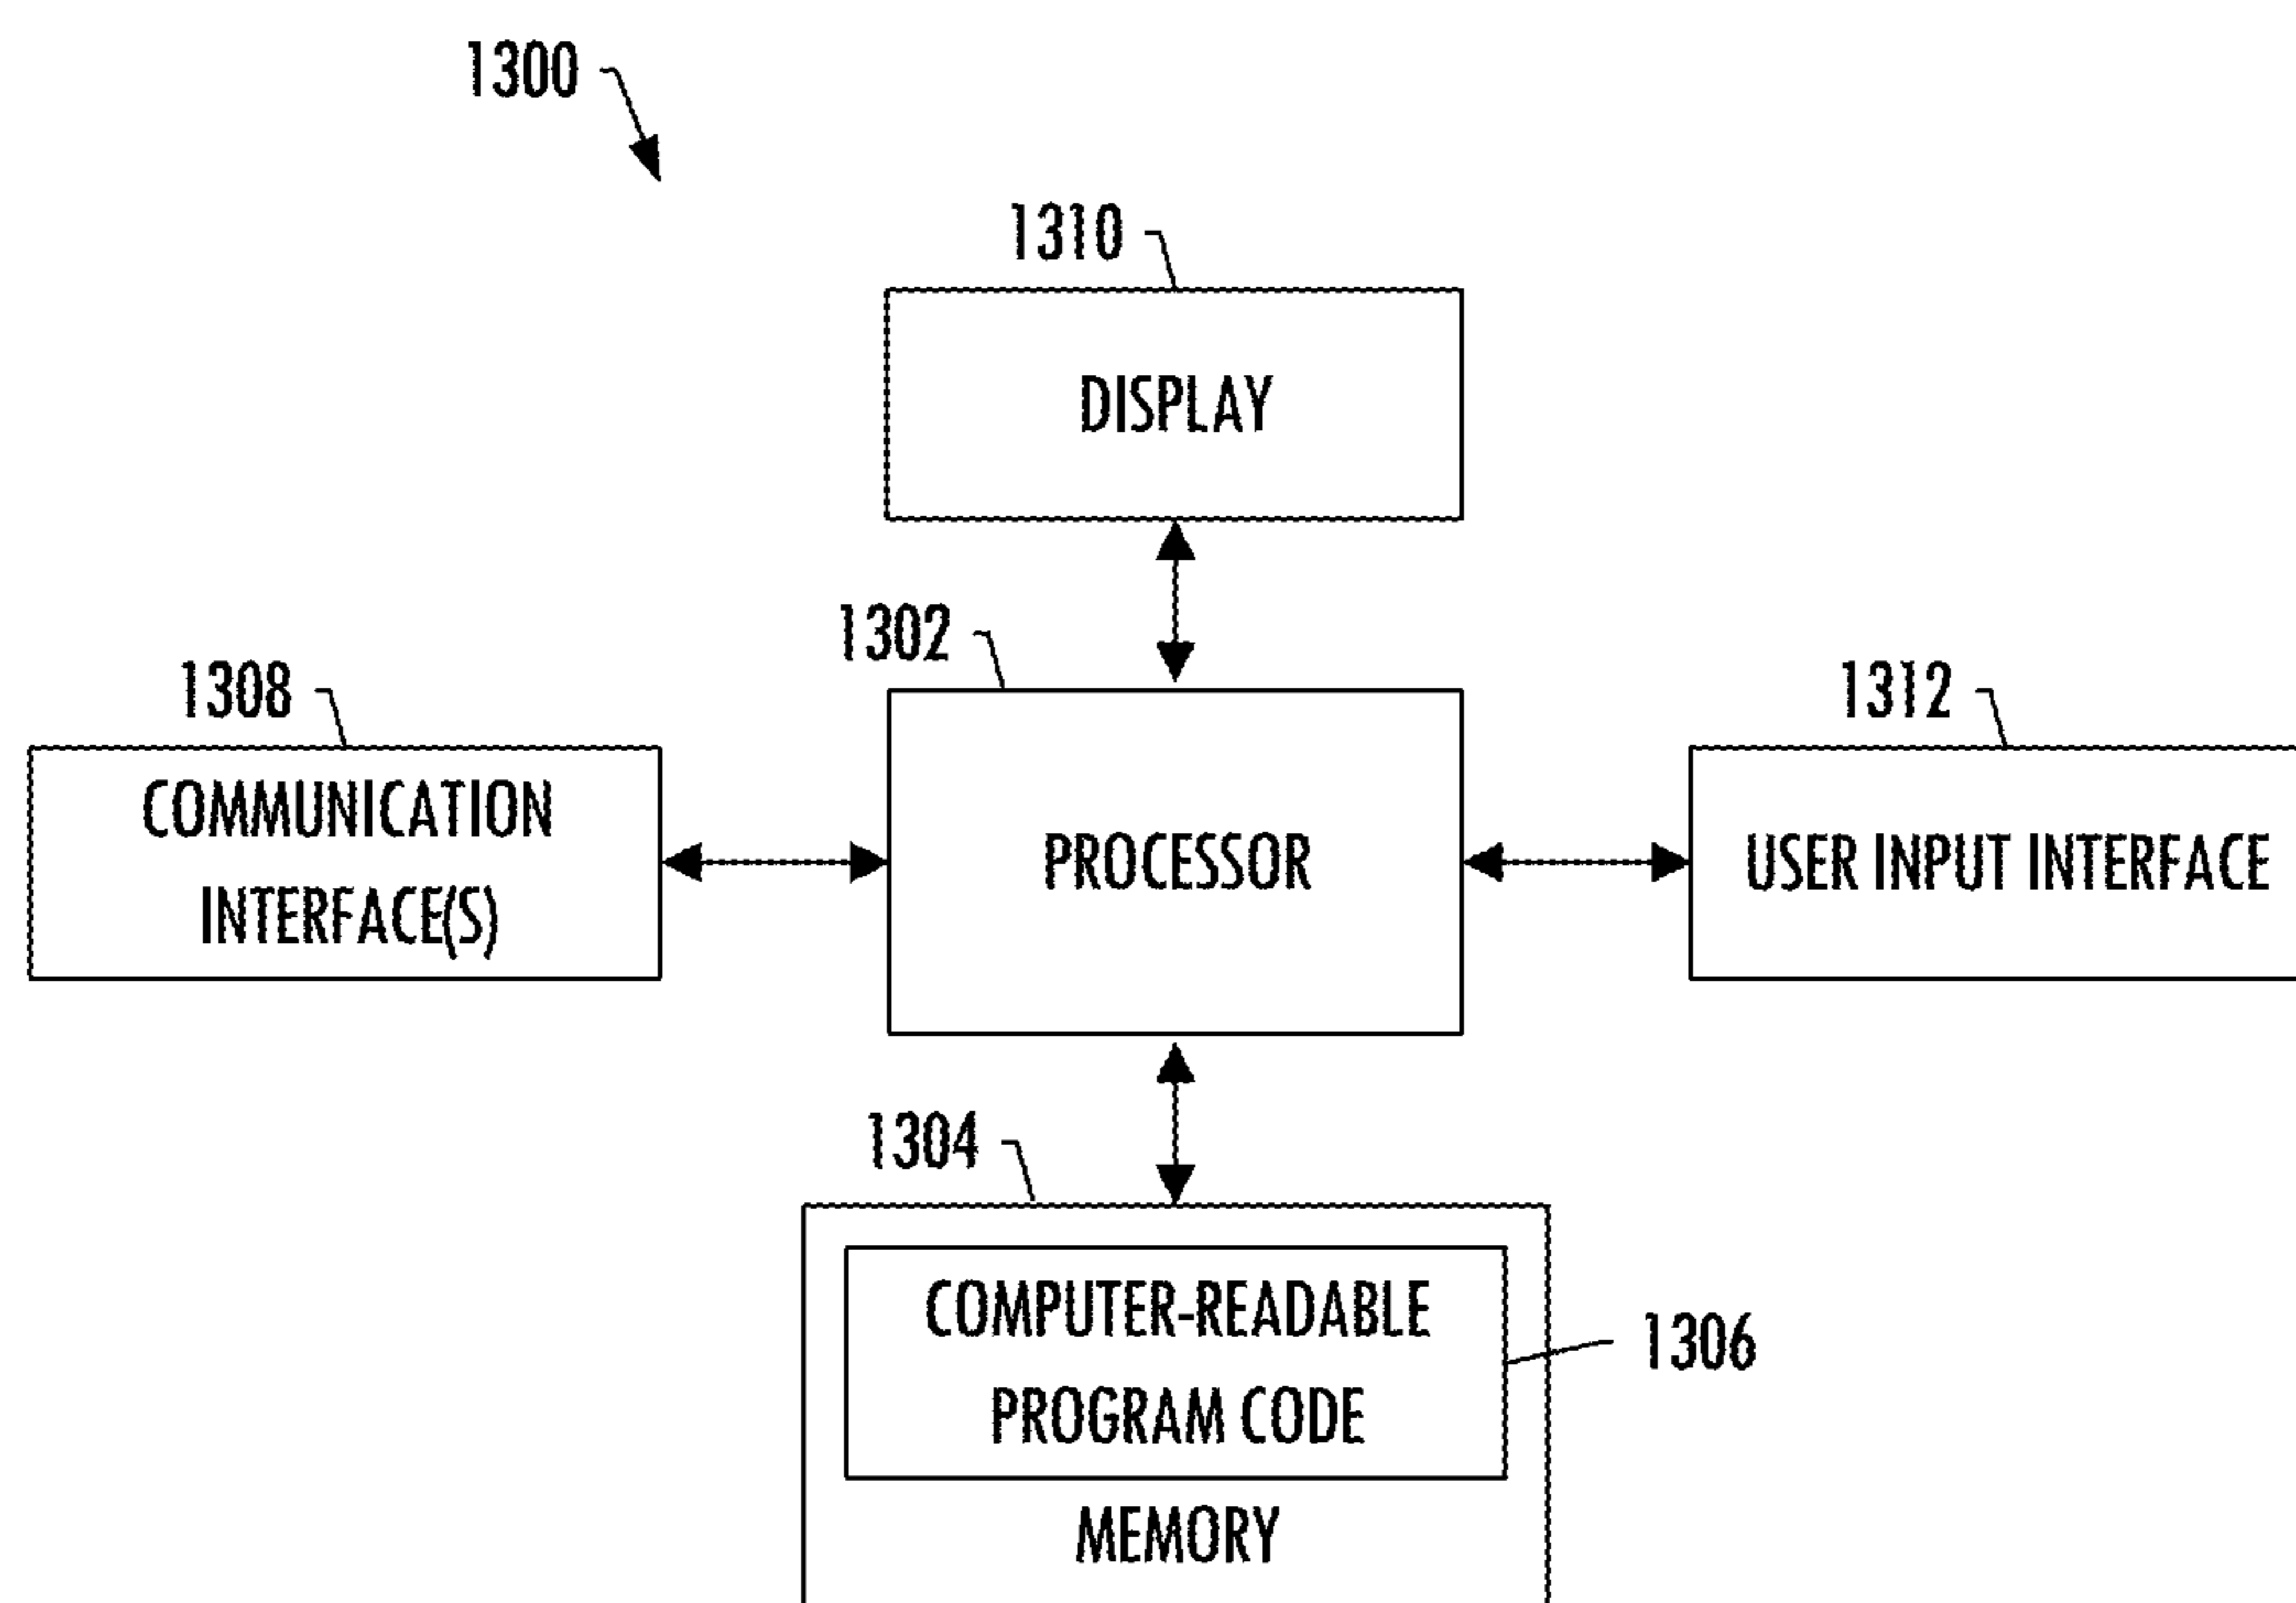 1300
1310
DISPLAY
1302
1308
1312
COMMUNICATION
INTERFACE(S)
PROCESSOR
USER INPUT INTERFACE
1304
COMPUTER-READABLE
PROGRAM CODE
1306
MEMORY